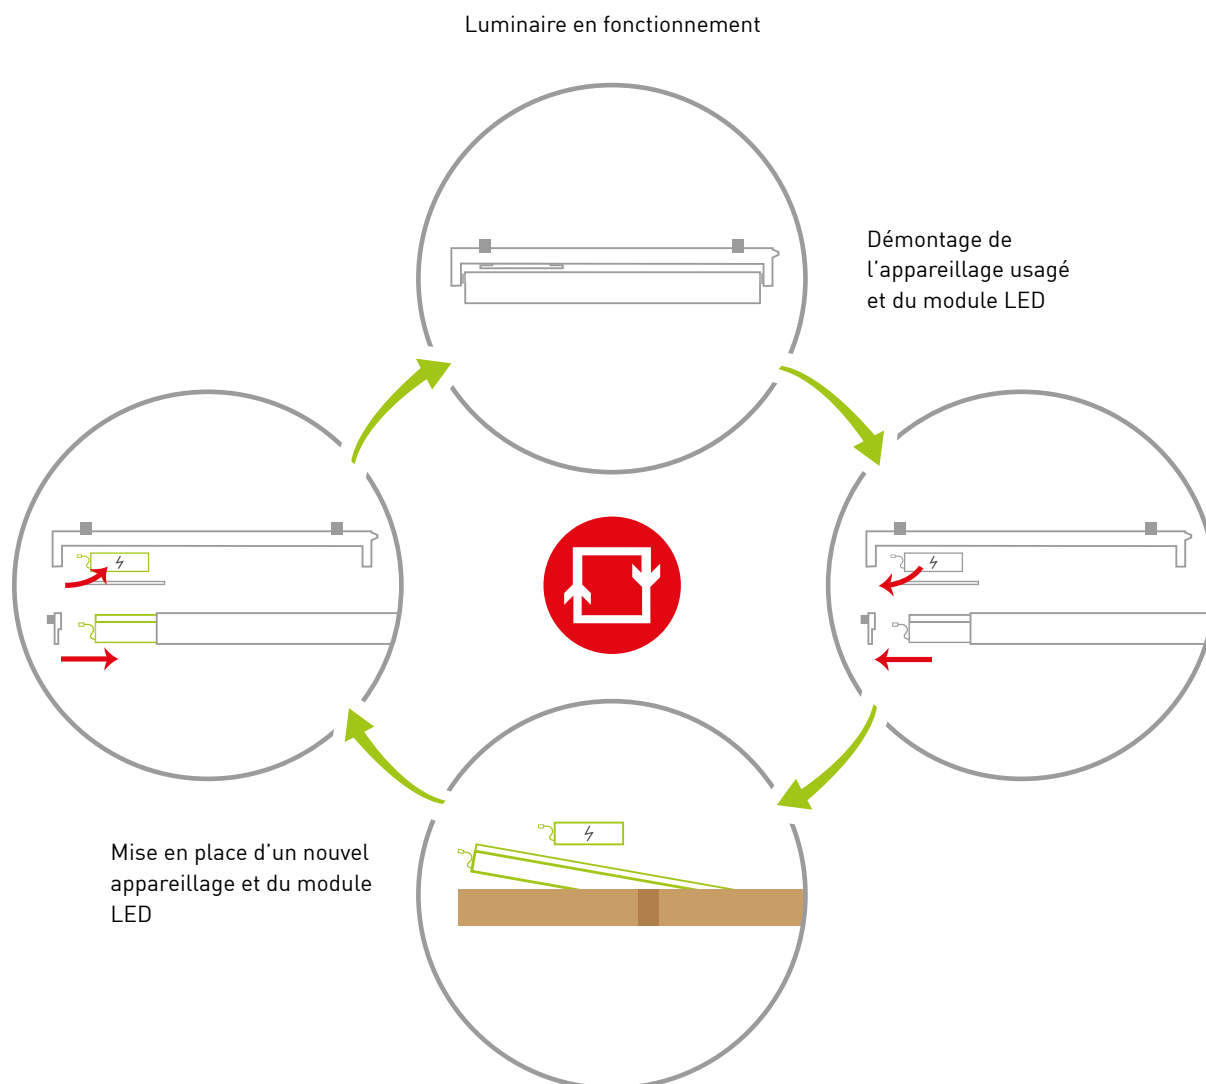 Luminaire en fonctionnement
Démontage de
l'appareillage usagé
et du module LED
Mise en place d'un nouvel
appareillage et du module
LED